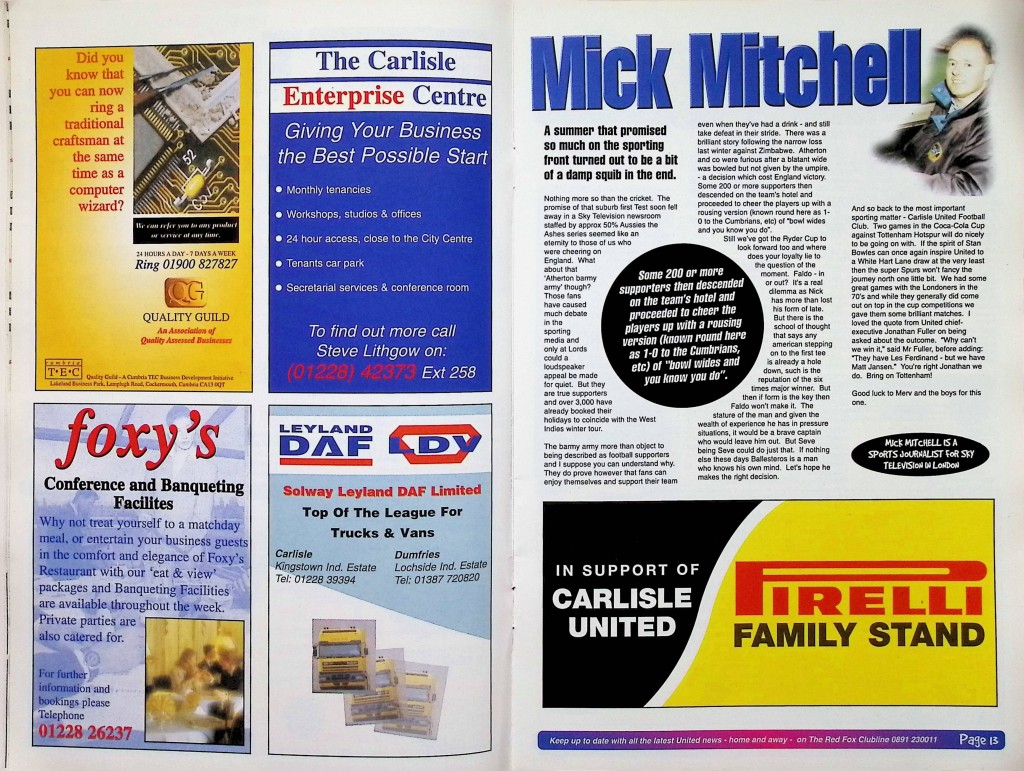 Did you
know that
you can now
ring a
traditional
craftsman at
the same
time as a
computer
wizard?
52
We can refer you to any product
or service at any time.
24 HOURS A DAY - 7 DAYS A WEEK
Ring 01900 827827
QG
QUALITY GUILD
An Association of
Quality Assessed Businesses
cumbria
T·E·C
Quality Guild - A Cumbria TEC Business Development Initiative
Lakeland Business Park, Lamplugh Road, Cockermouth, Cumbria CA13 0QT
The Carlisle
Enterprise Centre
Giving Your Business
the Best Possible Start
Monthly tenancies
Workshops, studios & offices
24 hour access, close to the City Centre
Tenants car park
Secretarial services & conference room
To find out more call
Steve Lithgow on:
(01228) 42373 Ext 258
foxy's
Conference and Banqueting
Facilites
Why not treat yourself to a matchday
meal, or entertain your business guests
in the comfort and elegance of Foxy's
Restaurant with our 'eat & view'
packages and Banqueting Facilities
are available throughout the week.
Private parties are
also catered for.
For further
information and
bookings please
Telephone
01228 26237
LEYLAND
DAF LDV
Solway Leyland DAF Limited
Top Of The League For
Trucks & Vans
Carlisle
Kingstown Ind. Estate
Tel: 01228 39394
Dumfries
Lochside Ind. Estate
Tel: 01387 720820
Mick Mitchell
A summer that promised
so much on the sporting
front turned out to be a bit
of a damp squib in the end.
Nothing more so than the cricket. The
promise of that suburb first Test soon fell
away in a Sky Television newsroom
staffed by approx 50% Aussies the
Ashes series seemed like an
eternity to those of us who
were cheering on
England. What
about that
'Atherton barmy
army' though?
Those fans
have caused
much debate
in the
sporting
media and
only at Lords
could a
loudspeaker
appeal be made
for quiet. But they
are true supporters
and over 3,000 have
already booked their
holidays to coincide with the West
Indies winter tour.
The barmy army more than object to
being described as football supporters
and I suppose you can understand why.
They do prove however that fans can
enjoy themselves and support their team
Some 200 or more
supporters then descended
on the team's hotel and
proceeded to cheer the
players up with a rousing
version (known round here
as 1-0 to the Cumbrians,
etc) of "bowl wides and
you know you do".
even when they've had a drink - and still
take defeat in their stride. There was a
brilliant story following the narrow loss
last winter against Zimbabwe. Atherton
and co were furious after a blatant wide
was bowled but not given by the umpire.
- a decision which cost England victory.
Some 200 or more supporters then
descended on the team's hotel and
proceeded to cheer the players up with a
rousing version (known round here as 1-
0 to the Cumbrians, etc) of "bowl wides
and you know you do".
Still we've got the Ryder Cup to
look forward too and where
does your loyalty lie to
the question of the
moment. Faldo - in
or out? It's a real
dilemma as Nick
has more than lost
his form of late.
But there is the
school of thought
that says any
american stepping
on to the first tee
is already a hole
down, such is the
reputation of the six
times major winner. But
then if form is the key then
Faldo won't make it. The
stature of the man and given the
wealth of experience he has in pressure
situations, it would be a brave captain
who would leave him out. But Seve
being Seve could do just that. If nothing
else these days Ballesteros is a man
who knows his own mind. Let's hope he
makes the right decision.
And so back to the most important
sporting matter - Carlisle United Football
Club. Two games in the Coca-Cola Cup
against Tottenham Hotspur will do nicely
to be going on with. If the spirit of Stan
Bowles can once again inspire United to
a White Hart Lane draw at the very least
then the super Spurs won't fancy the
journey north one little bit. We had some
great games with the Londoners in the
70's and while they generally did come
out on top in the cup competitions we
gave them some brilliant matches. I
loved the quote from United chief-
executive Jonathan Fuller on being
asked about the outcome. "Why can't
we win it", said Mr Fuller, before adding:
"They have Les Ferdinand - but we have
Matt Jansen." You're right Jonathan we
do. Bring on Tottenham!
Good luck to Merv and the boys for this
one.
MICK MITCHELL IS A
SPORTS JOURNALIST FOR SKY
TELEVISION IN LONDON
IN SUPPORT OF
CARLISLE
UNITED
PIRELLI
FAMILY STAND
Keep up to date with all the latest United news - home and away - on The Red Fox Clubline 0891 230011 Page 13